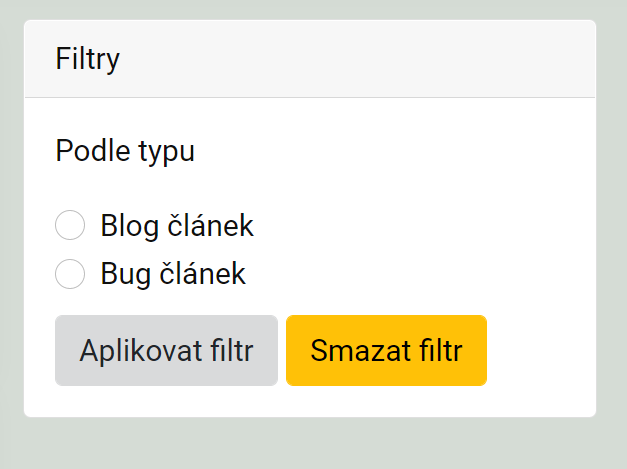 Filtry
Podle typu
Blog článek
Bug článek
Aplikovat filtr Smazat filtr